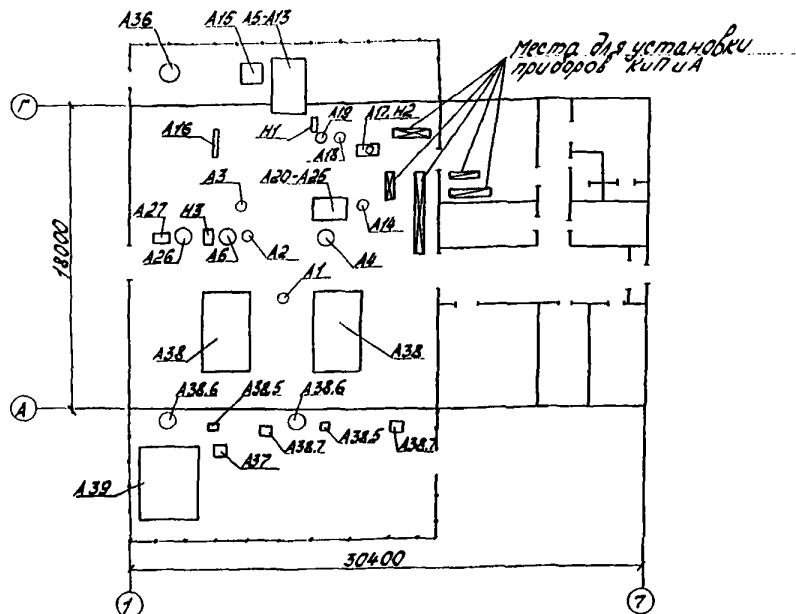 А36
А15
А5-А13
Места для установки
приборов КиПиА
Г
А16
Н1
А19
А17, Н2
А18
А3
А20-А25
А14
А27
Н3
А26
А6
А2
А4
18000
А1
А38
А38
А
А38.6
А38.5
А38.6
А38.7
А38.5
А38.7
А37
А39
30400
1
7